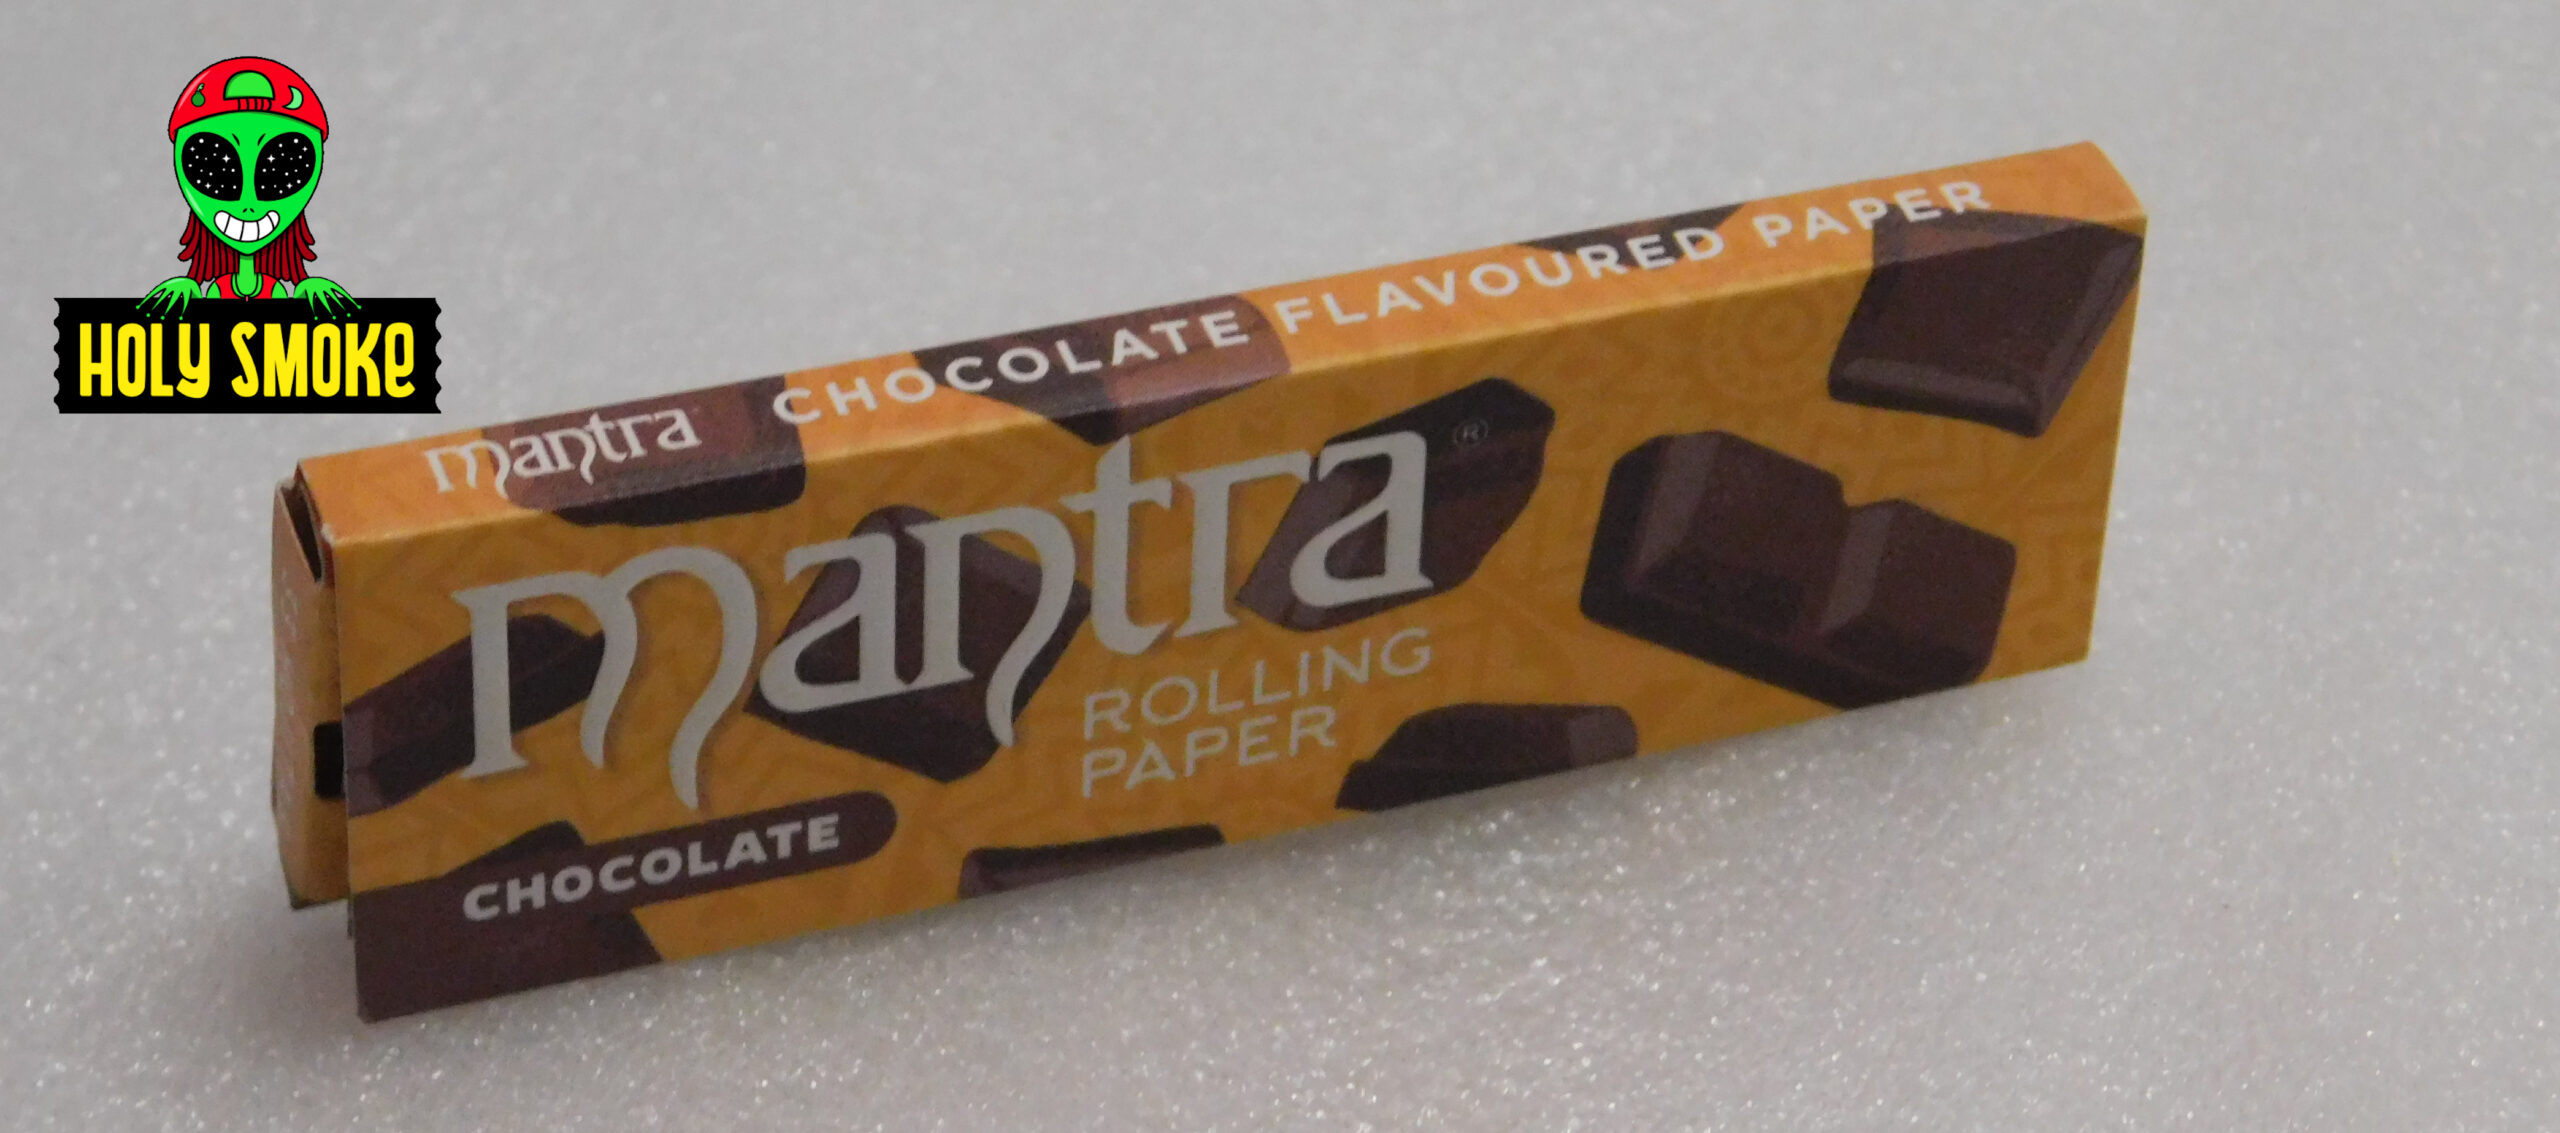 HOLY SMOKE
mantra CHOCOLATE FLAVOURED PAPER
mantra®
ROLLING
PAPER
CHOCOLATE